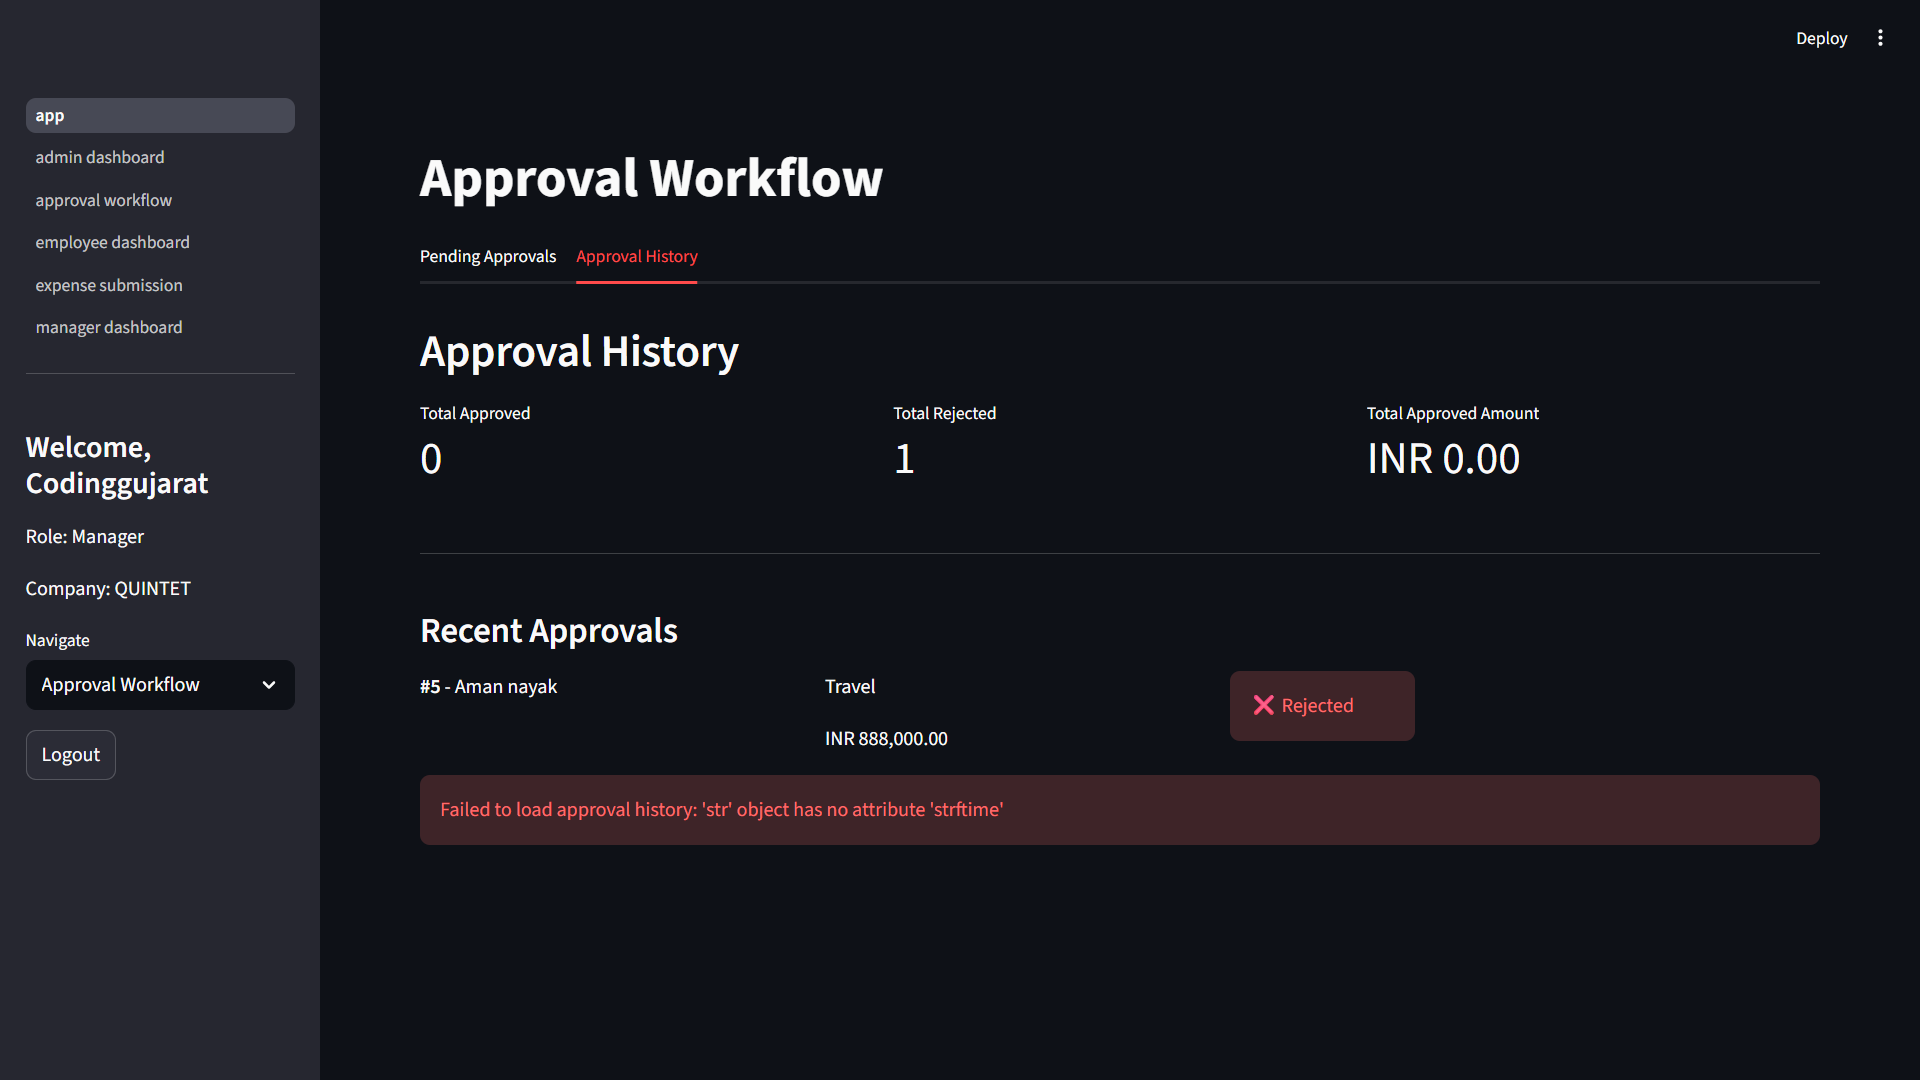 Deploy
app
admin dashboard
approval workflow
employee dashboard
expense submission
manager dashboard
Welcome,
Codinggujarat
Role: Manager
Company: QUINTET
Navigate
Approval Workflow
Logout
Approval Workflow
Pending Approvals Approval History
Approval History
Total Approved Total Rejected Total Approved Amount
0 1 INR 0.00
Recent Approvals
#5 - Aman nayak Travel ❌ Rejected
INR 888,000.00
Failed to load approval history: 'str' object has no attribute 'strftime'